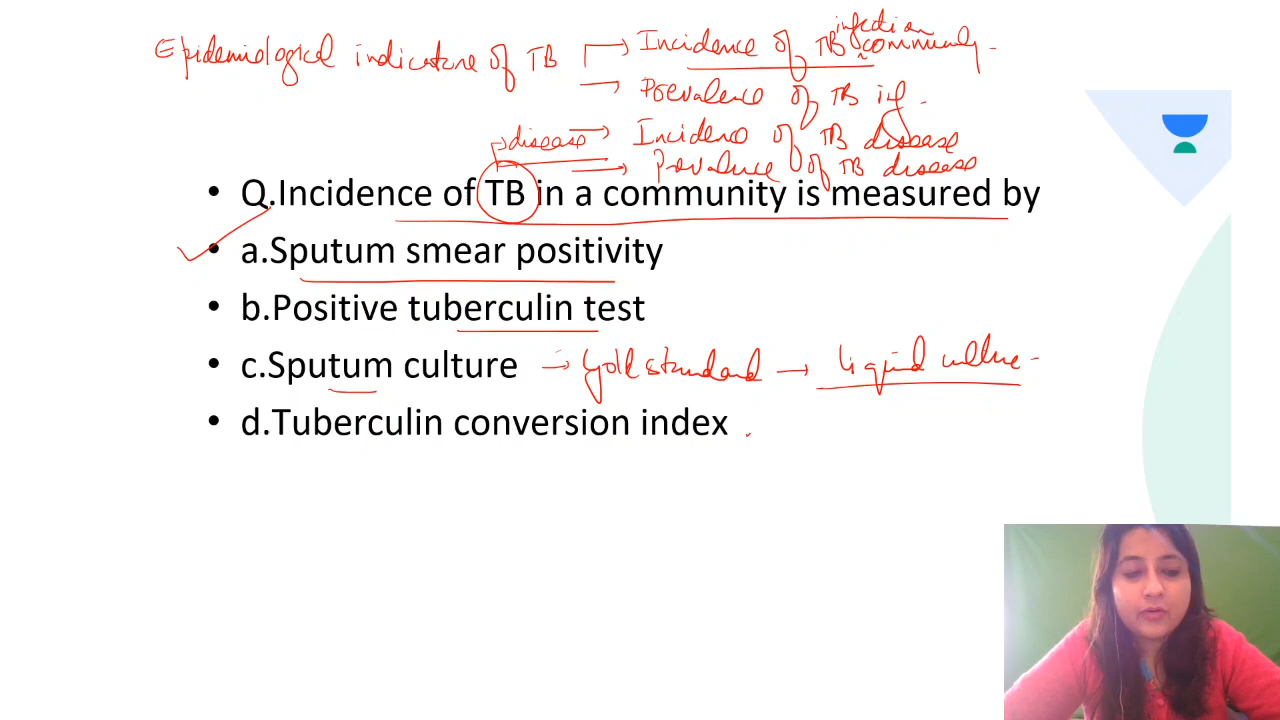 Epidemiological indicators of TB → Incidence of TB infection community.
→ Prevalence of TB inf.
disease → Incidence of TB disease
→ Prevalence of TB disease
• Q.Incidence of TB in a community is measured by
• a.Sputum smear positivity
• b.Positive tuberculin test
• c.Sputum culture → Gold standard → liquid culture
• d.Tuberculin conversion index